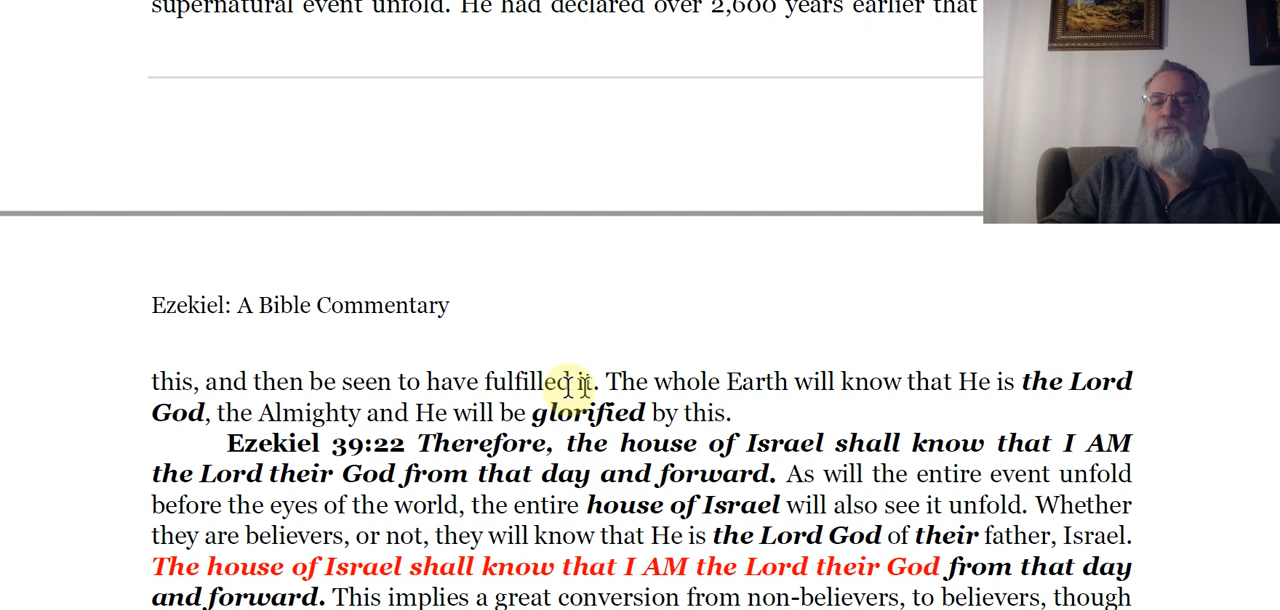 supernatural event unfold. He had declared over 2,600 years earlier that
Ezekiel: A Bible Commentary
this, and then be seen to have fulfilled it. The whole Earth will know that He is the Lord
God, the Almighty and He will be glorified by this.
Ezekiel 39:22 Therefore, the house of Israel shall know that I AM
the Lord their God from that day and forward. As will the entire event unfold
before the eyes of the world, the entire house of Israel will also see it unfold. Whether
they are believers, or not, they will know that He is the Lord God of their father, Israel.
The house of Israel shall know that I AM the Lord their God from that day
and forward. This implies a great conversion from non-believers, to believers, though